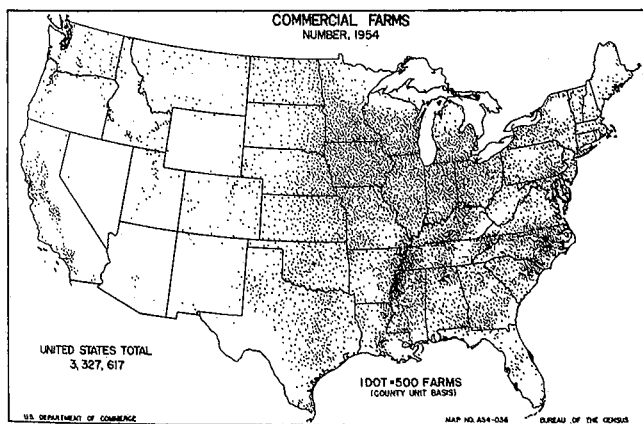 COMMERCIAL FARMS
NUMBER, 1954
UNITED STATES TOTAL
3,327,617
1 DOT = 500 FARMS
(COUNTY UNIT BASIS)
U.S. DEPARTMENT OF COMMERCE
MAP NO. A54-036
BUREAU OF THE CENSUS